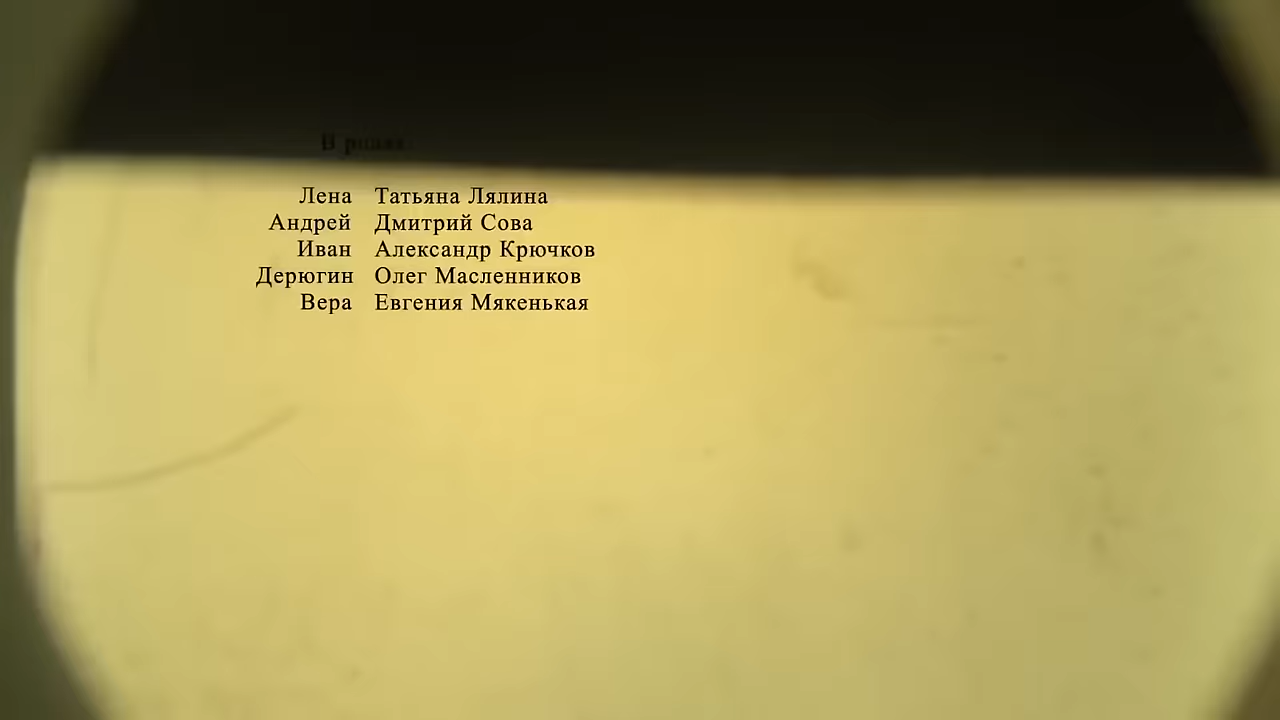 В ролях:
Лена Татьяна Лялина
Андрей Дмитрий Сова
Иван Александр Крючков
Дерюгин Олег Масленников
Вера Евгения Мякенькая